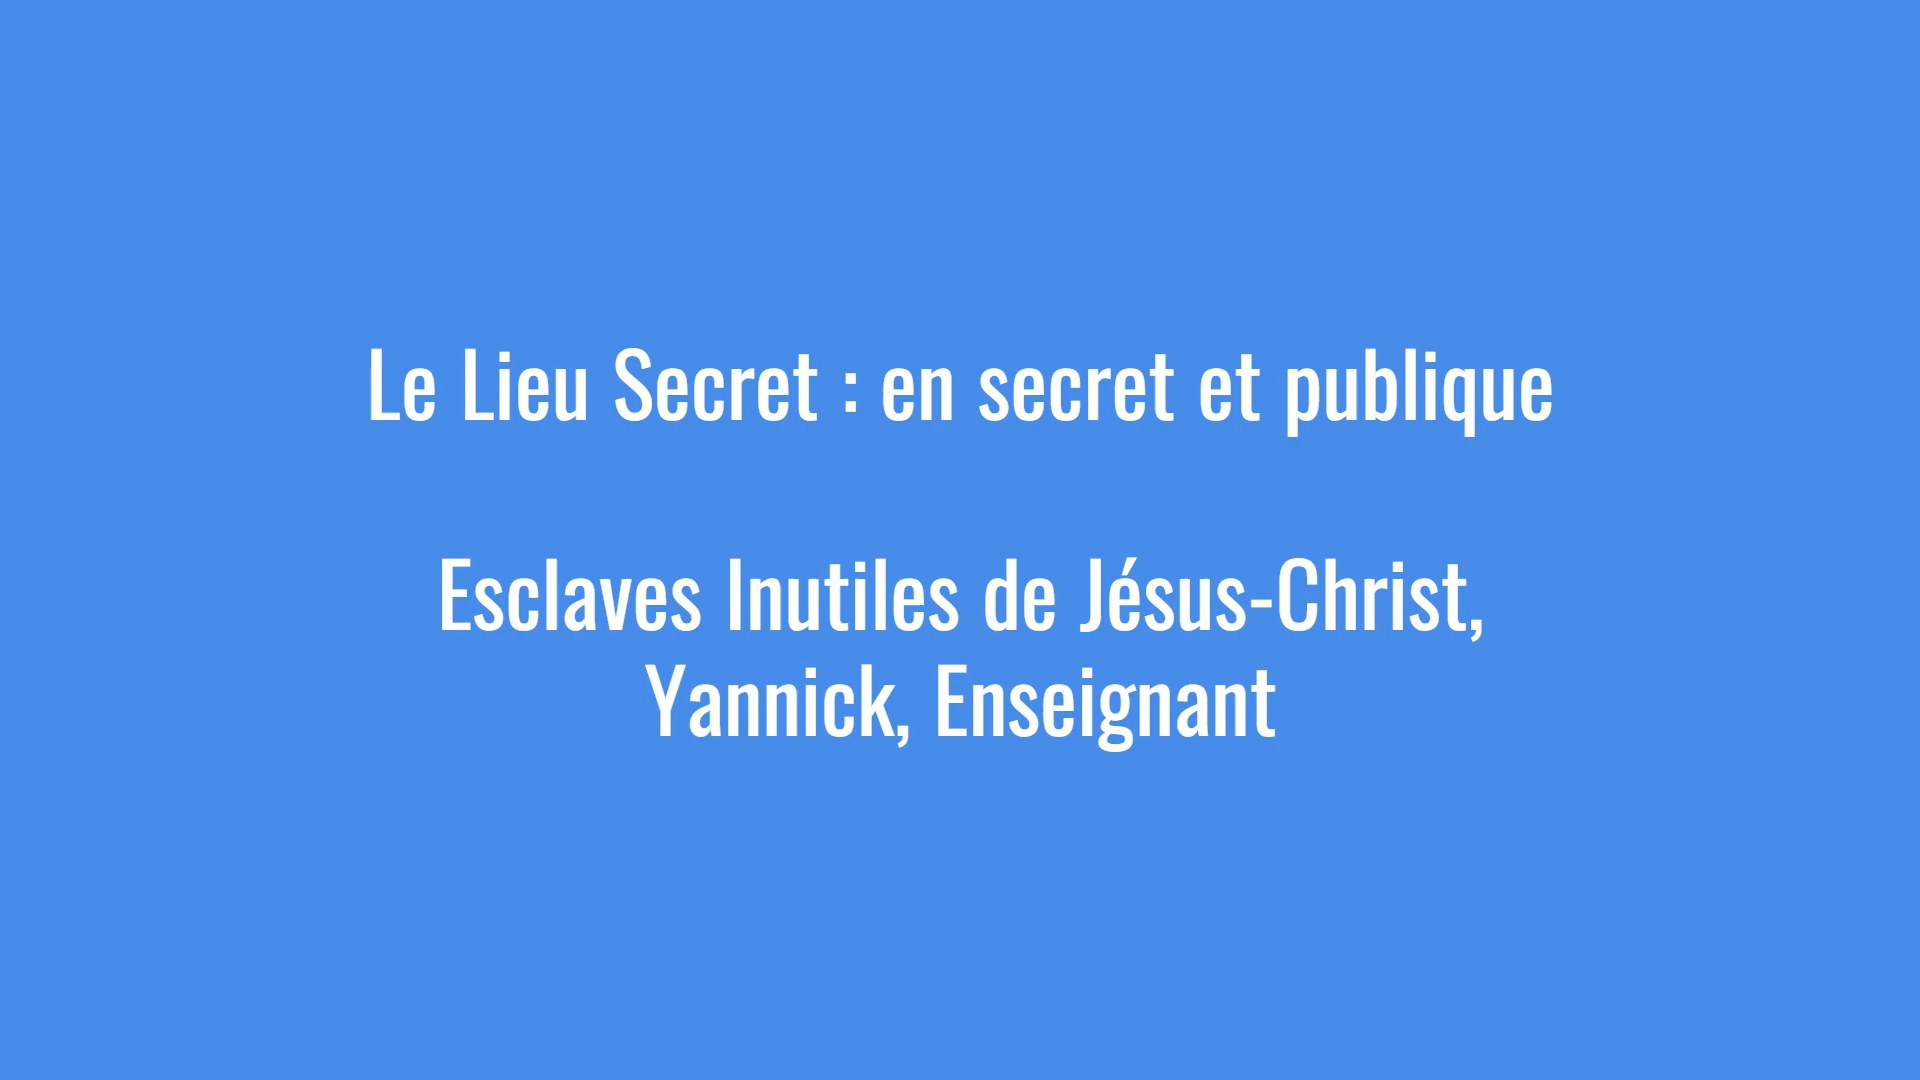 Le Lieu Secret : en secret et publique
Esclaves Inutiles de Jésus-Christ,
Yannick, Enseignant